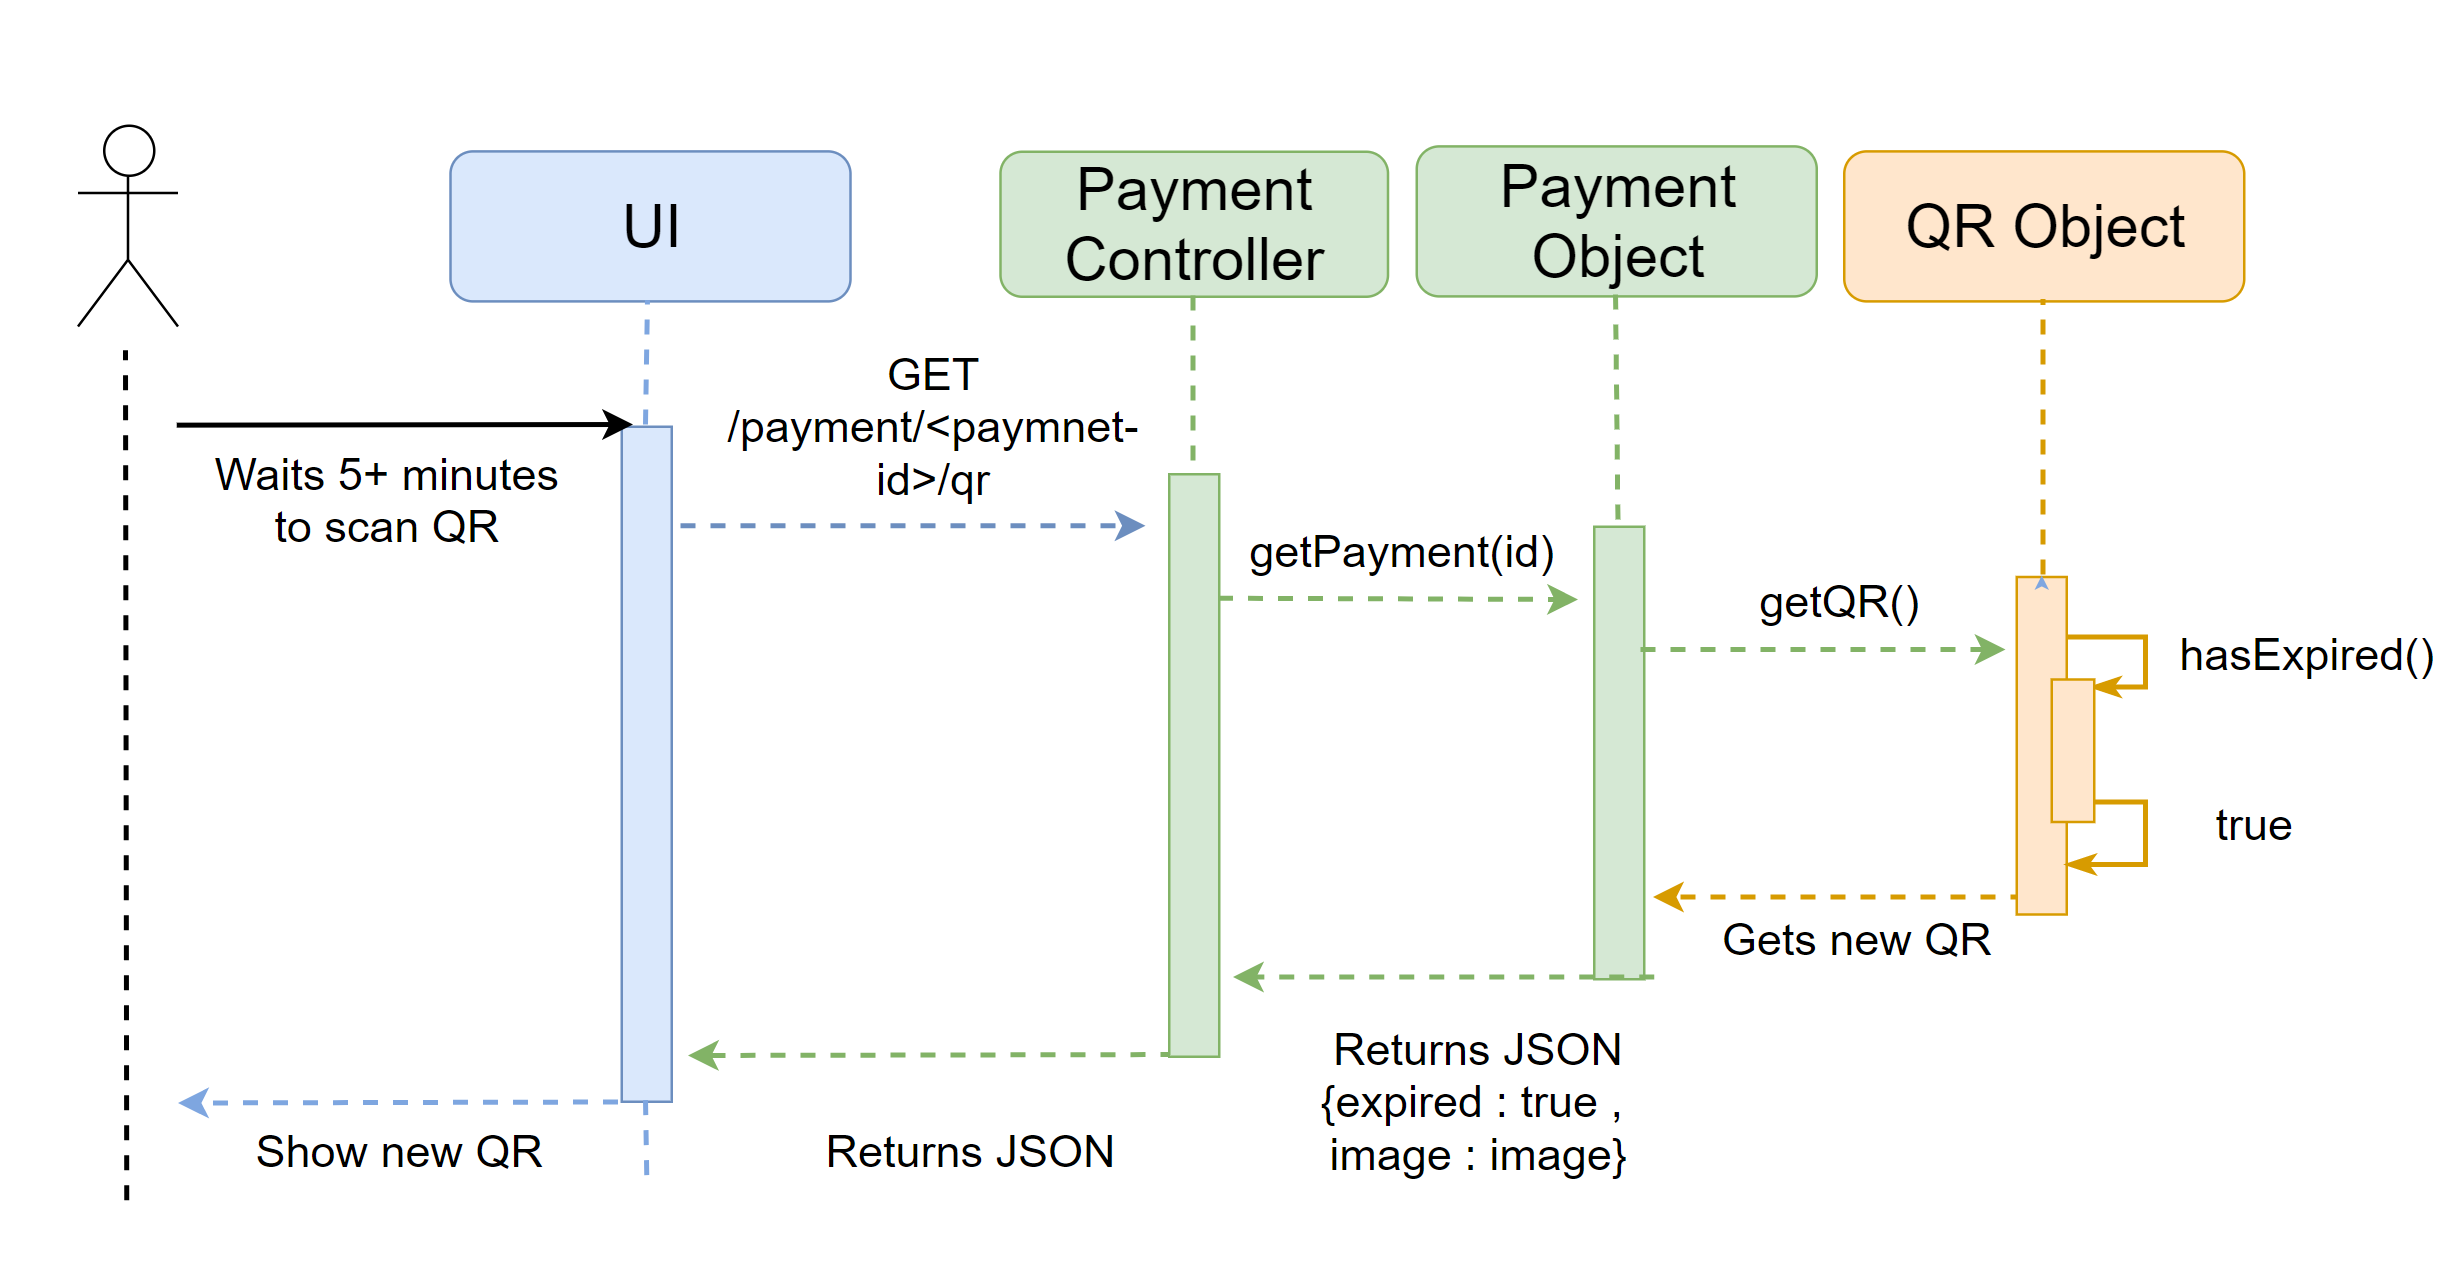 UI
Payment
Controller
Payment
Object
QR Object
Waits 5+ minutes
to scan QR
GET
/payment/<paymnet-
id>/qr
getPayment(id)
getQR()
hasExpired()
true
Gets new QR
Returns JSON
{expired : true ,
image : image}
Returns JSON
Show new QR